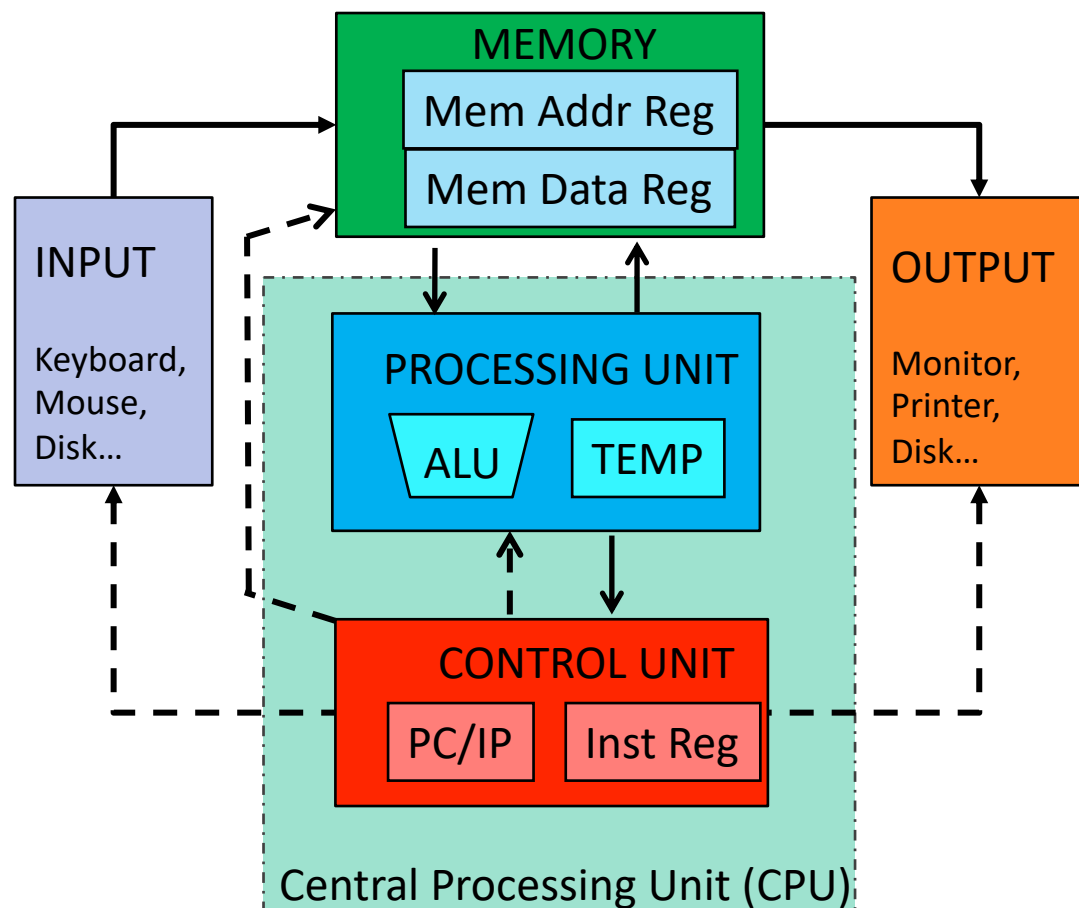 MEMORY
Mem Addr Reg
Mem Data Reg
INPUT
Keyboard,
Mouse,
Disk...
OUTPUT
Monitor,
Printer,
Disk...
PROCESSING UNIT
ALU
TEMP
CONTROL UNIT
PC/IP
Inst Reg
Central Processing Unit (CPU)